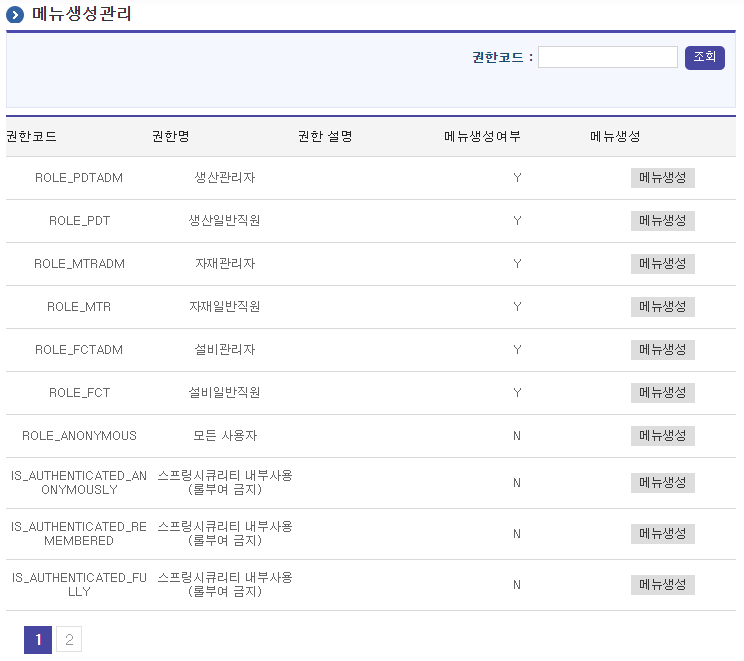 메뉴생성관리
권한코드 : 조회
권한코드 권한명 권한 설명 메뉴생성여부 메뉴생성
ROLE_PDTADM 생산관리자 Y 메뉴생성
ROLE_PDT 생산일반직원 Y 메뉴생성
ROLE_MTRADM 자재관리자 Y 메뉴생성
ROLE_MTR 자재일반직원 Y 메뉴생성
ROLE_FCTADM 설비관리자 Y 메뉴생성
ROLE_FCT 설비일반직원 Y 메뉴생성
ROLE_ANONYMOUS 모든 사용자 N 메뉴생성
IS_AUTHENTICATED_AN 스프링시큐리티 내부사용
ONYMOUSLY (롤부여 금지) N 메뉴생성
IS_AUTHENTICATED_RE 스프링시큐리티 내부사용
MEMBERED (롤부여 금지) N 메뉴생성
IS_AUTHENTICATED_FU 스프링시큐리티 내부사용
LLY (롤부여 금지) N 메뉴생성
1 2